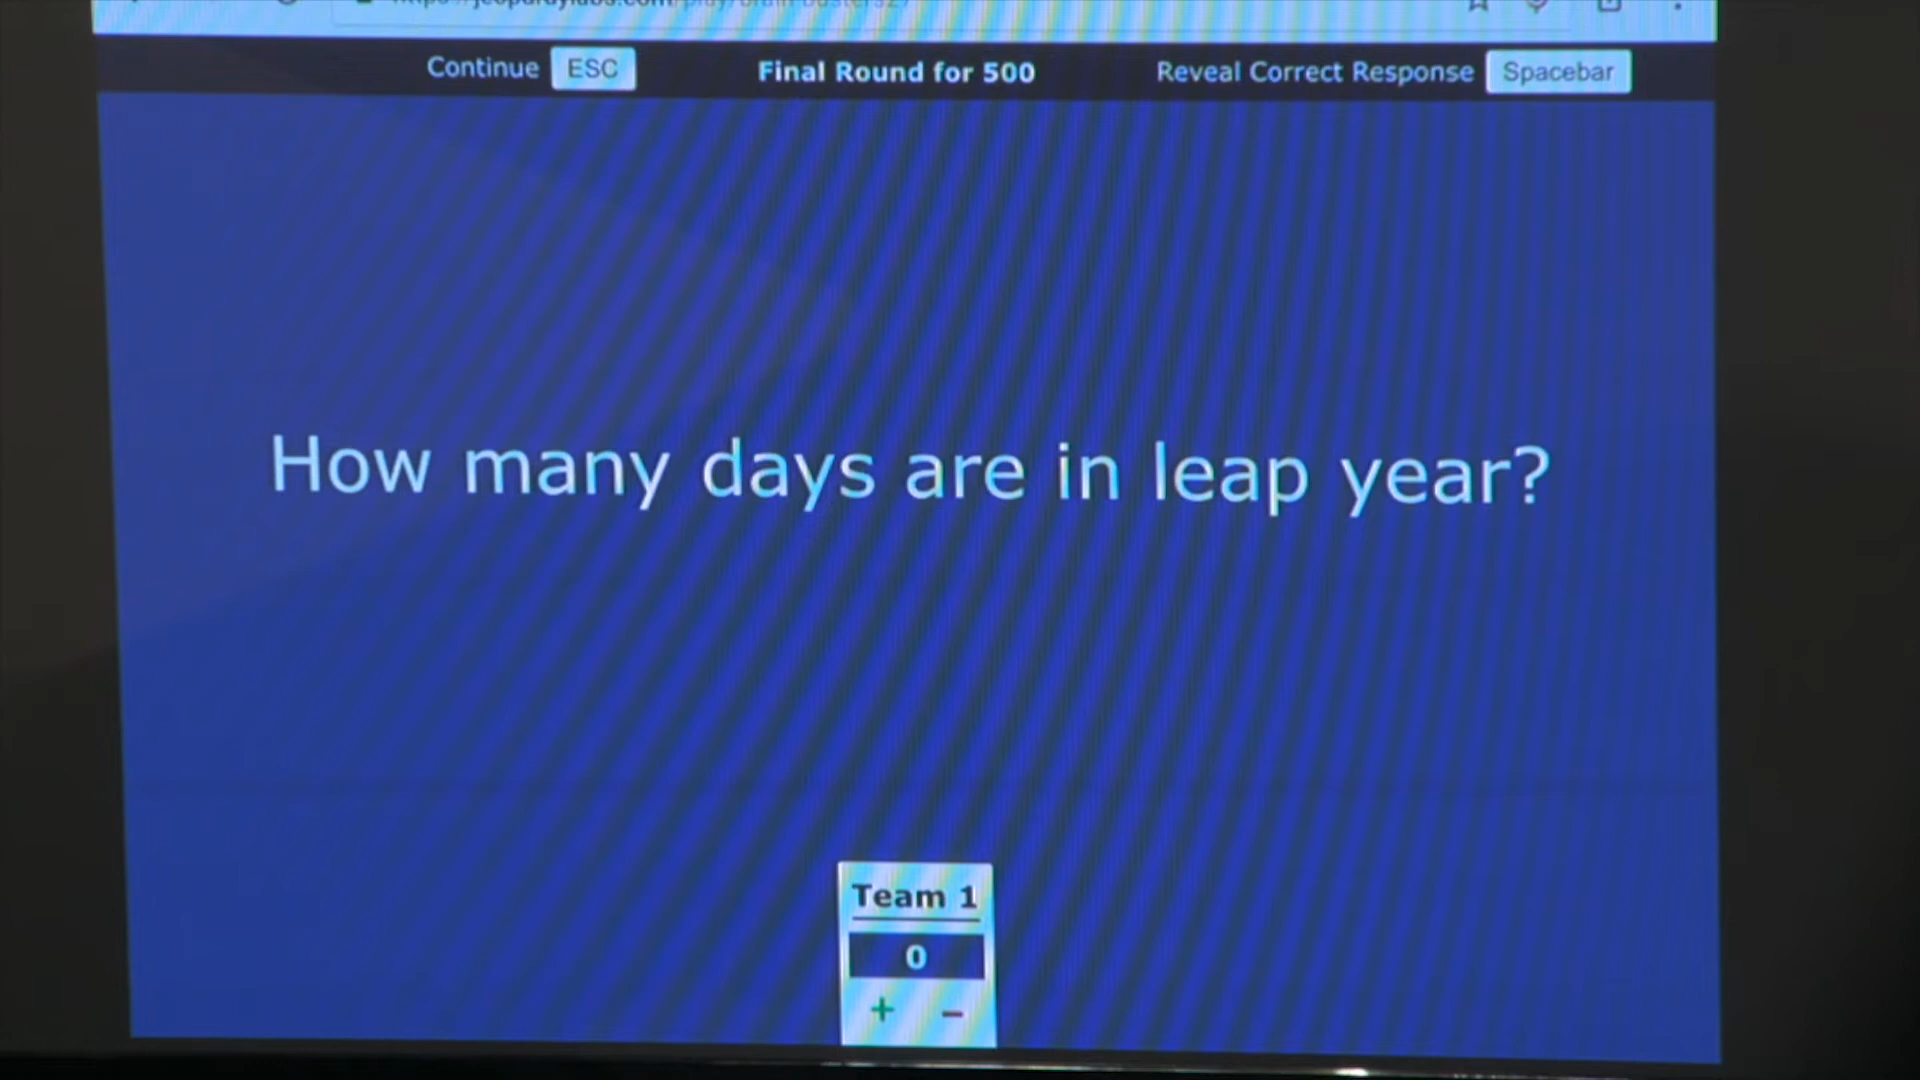 Continue ESC Final Round for 500 Reveal Correct Response Spacebar
How many days are in leap year?
Team 1
0
+ −